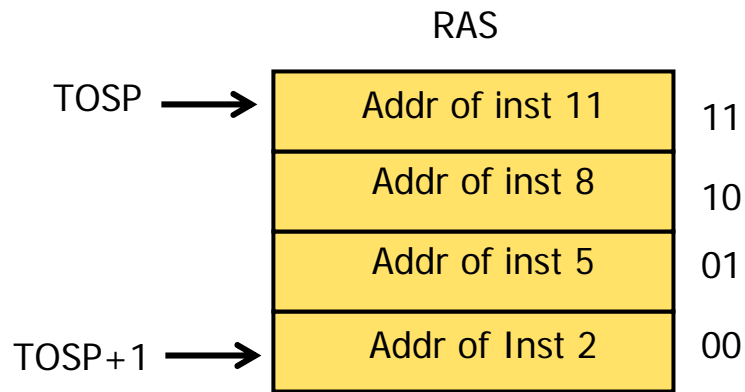 RAS
TOSP Addr of inst 11 11
Addr of inst 8 10
Addr of inst 5 01
TOSP+1 Addr of Inst 2 00